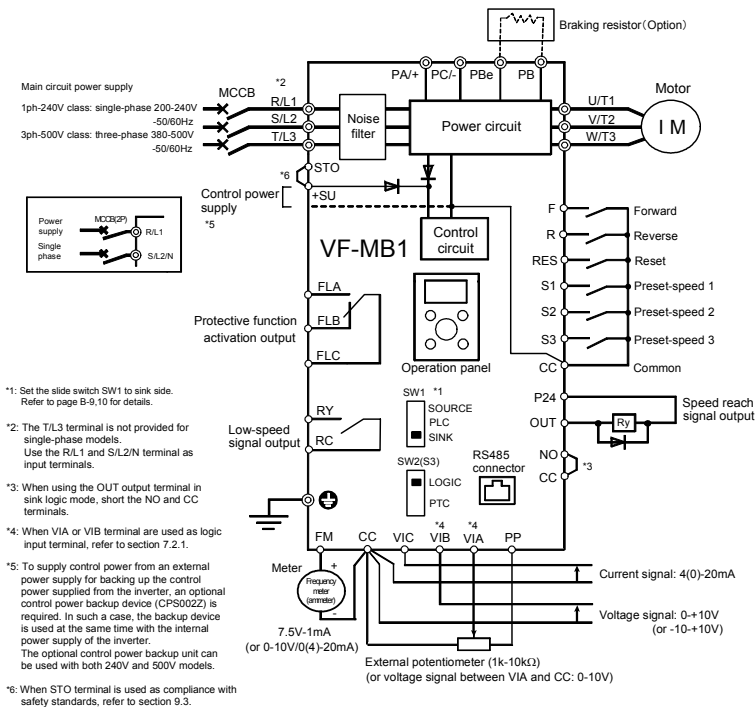 Braking resistor(Option)
PA/+ PC/- PBe PB
Main circuit power supply
MCCB
*2
Motor
1ph-240V class: single-phase 200-240V
-50/60Hz
3ph-500V class: three-phase 380-500V
-50/60Hz
R/L1
S/L2
T/L3
Noise
filter
Power circuit
U/T1
V/T2
W/T3
I M
*6
STO
Control power
supply
*5
+SU
Power
supply
Single
phase
MCCB(2P)
R/L1
S/L2/N
VF-MB1
Control
circuit
F Forward
R Reverse
RES Reset
S1 Preset-speed 1
S2 Preset-speed 2
S3 Preset-speed 3
CC Common
FLA
FLB
FLC
Protective function
activation output
Operation panel
SW1 *1
SOURCE
PLC
SINK
P24
OUT
Ry
Speed reach
signal output
NO
CC
*3
RY
RC
Low-speed
signal output
SW2(S3)
LOGIC
PTC
RS485
connector
*1: Set the slide switch SW1 to sink side.
Refer to page B-9,10 for details.
*2: The T/L3 terminal is not provided for
single-phase models.
Use the R/L1 and S/L2/N terminal as
input terminals.
*3: When using the OUT output terminal in
sink logic mode, short the NO and CC
terminals.
*4: When VIA or VIB terminal are used as logic
input terminal, refer to section 7.2.1.
*5: To supply control power from an external
power supply for backing up the control
power supplied from the inverter, an optional
control power backup device (CPS002Z) is
required. In such a case, the backup device
is used at the same time with the internal
power supply of the inverter.
The optional control power backup unit can
be used with both 240V and 500V models.
*6: When STO terminal is used as compliance with
safety standards, refer to section 9.3.
*4 *4
FM CC VIC VIB VIA PP
Meter
+
Frequency
meter
(ammeter)
-
7.5V-1mA
(or 0-10V/0(4)-20mA)
Current signal: 4(0)-20mA
Voltage signal: 0-+10V
(or -10-+10V)
External potentiometer (1k-10kΩ)
(or voltage signal between VIA and CC: 0-10V)